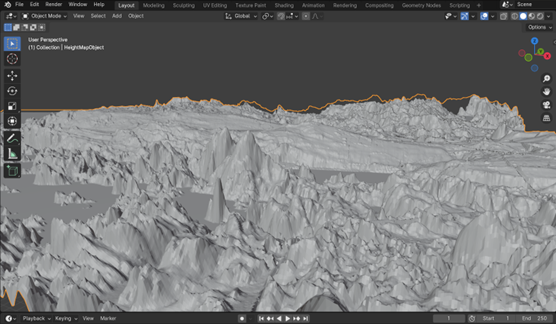 File Edit Render Window Help Layout Modeling Sculpting UV Editing Texture Paint Shading Animation Rendering Compositing Geometry Nodes Scripting Scene
Object Mode View Select Add Object Global
Options
User Perspective
(1) Collection | HeightMapObject
Playback Keying View Marker 1 Start 1 End 250